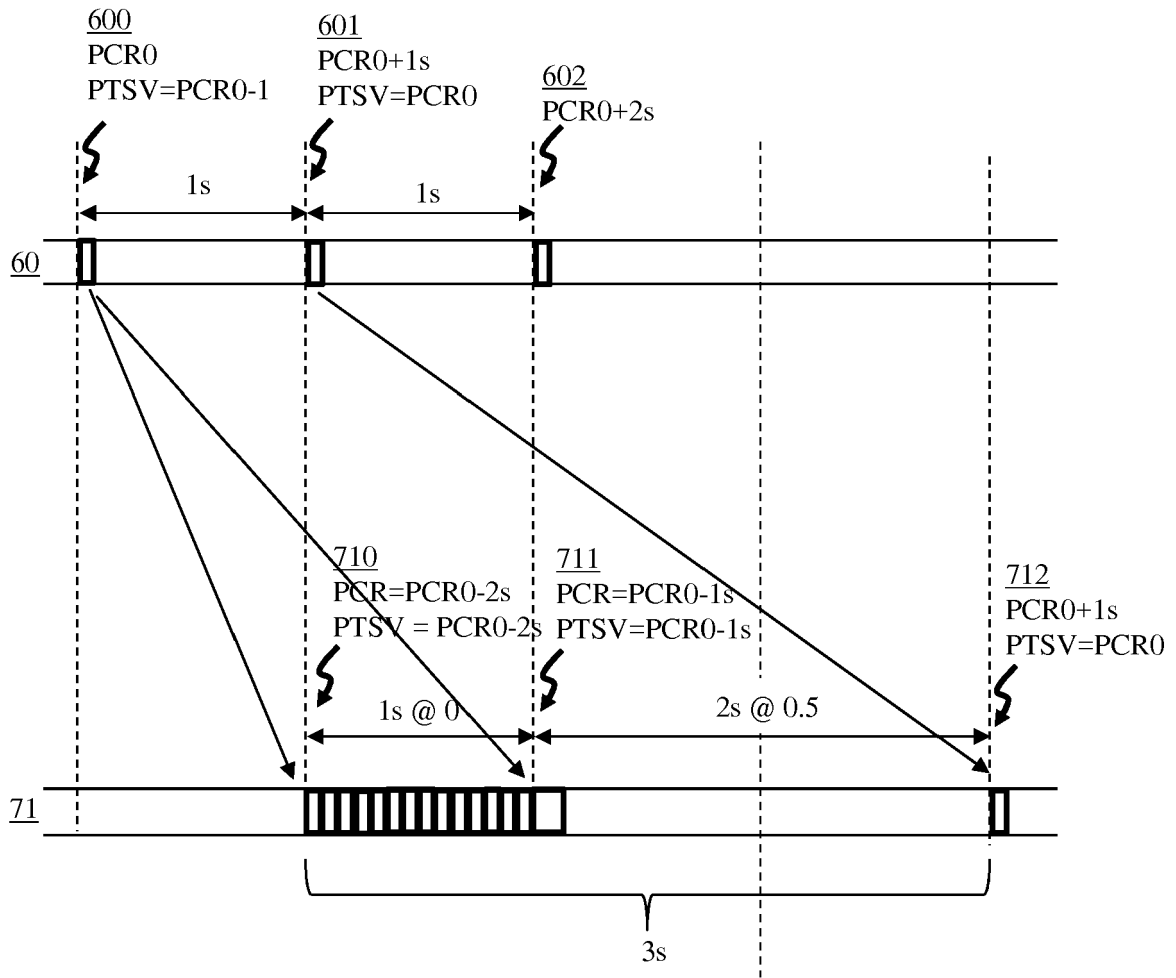 600
PCR0
PTSV=PCR0-1
601
PCR0+1s
PTSV=PCR0
602
PCR0+2s
1s
1s
60
710
PCR=PCR0-2s
PTSV = PCR0-2s
711
PCR=PCR0-1s
PTSV=PCR0-1s
712
PCR0+1s
PTSV=PCR0
1s @ 0
2s @ 0.5
71
3s